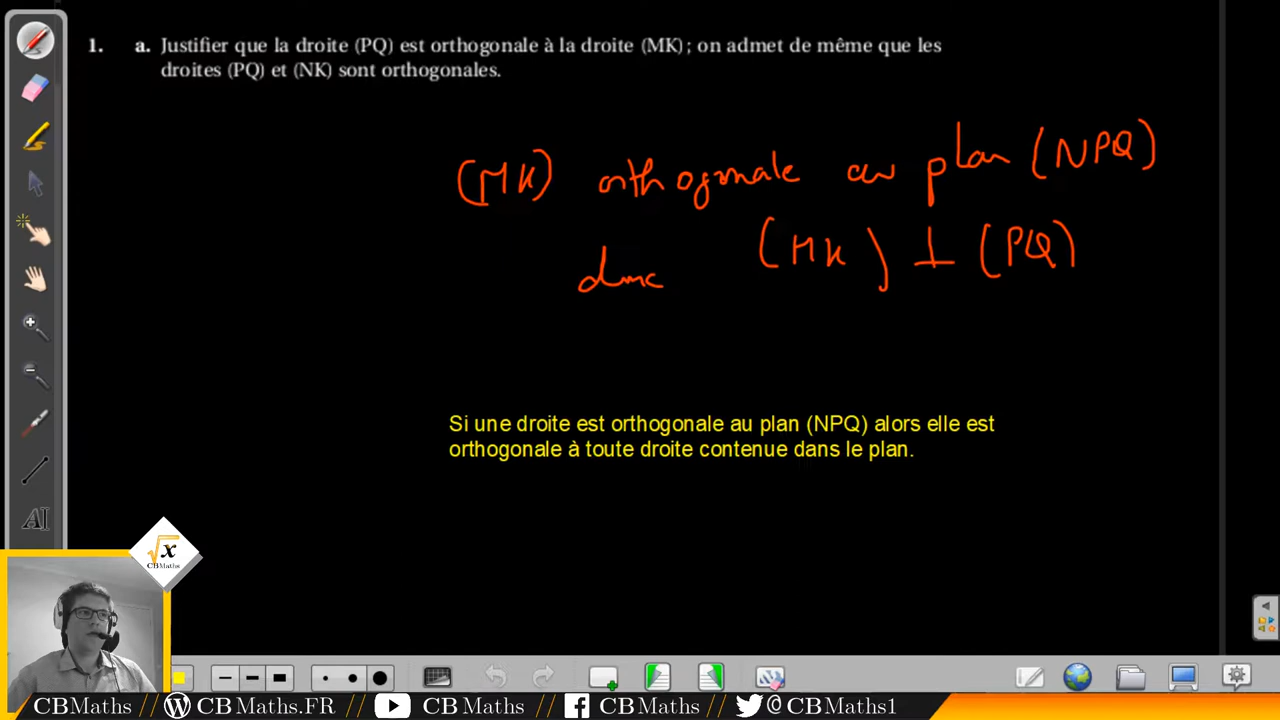 1. a. Justifier que la droite (PQ) est orthogonale à la droite (MK) ; on admet de même que les
droites (PQ) et (NK) sont orthogonales.
(MK) orthogonale au plan (NPQ)
donc (MK) ⊥ (PQ)
Si une droite est orthogonale au plan (NPQ) alors elle est
orthogonale à toute droite contenue dans le plan.
AI
√x
CBMaths
CBMaths CBMaths.FR CBMaths CBMaths @CBMaths1